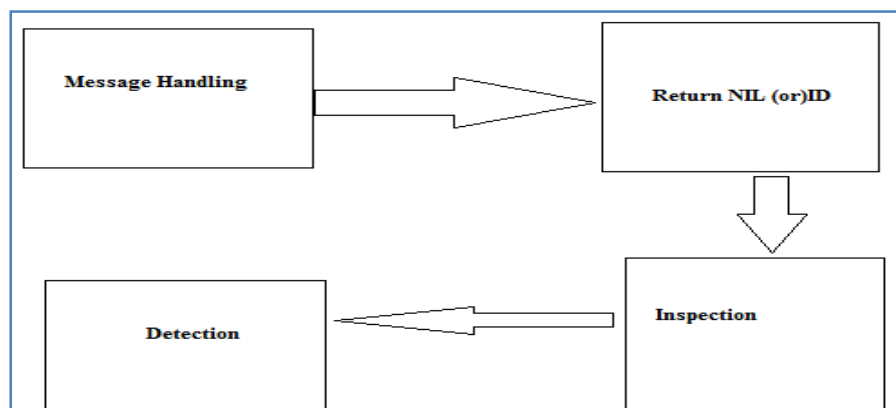 Message Handling
Return NIL (or)ID
Inspection
Detection